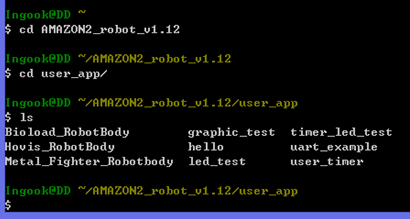 Ingook@DD ~
$ cd AMAZON2_robot_v1.12
Ingook@DD ~/AMAZON2_robot_v1.12
$ cd user_app/
Ingook@DD ~/AMAZON2_robot_v1.12/user_app
$ ls
Bioload_RobotBody graphic_test timer_led_test
Hovis_RobotBody hello uart_example
Metal_Fighter_Robotbody led_test user_timer
Ingook@DD ~/AMAZON2_robot_v1.12/user_app
$